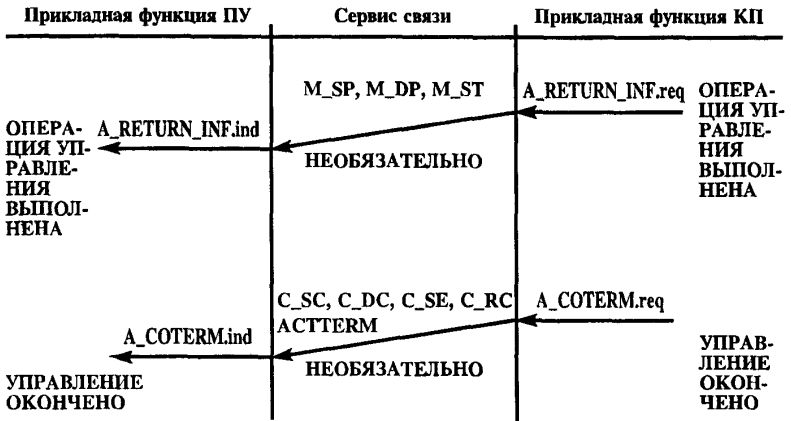 Прикладная функция ПУ
Сервис связи
Прикладная функция КП
M_SP, M_DP, M_ST
A_RETURN_INF.req
ОПЕРА-
ЦИЯ УП-
РАВЛЕ-
НИЯ
ВЫПОЛ-
НЕНА
ОПЕРА-
ЦИЯ УП-
РАВЛЕ-
НИЯ
ВЫПОЛ-
НЕНА
A_RETURN_INF.ind
НЕОБЯЗАТЕЛЬНО
C_SC, C_DC, C_SE, C_RC
ACTTERM
A_COTERM.req
A_COTERM.ind
НЕОБЯЗАТЕЛЬНО
УПРАВ-
ЛЕНИЕ
ОКОН-
ЧЕНО
УПРАВЛЕНИЕ
ОКОНЧЕНО